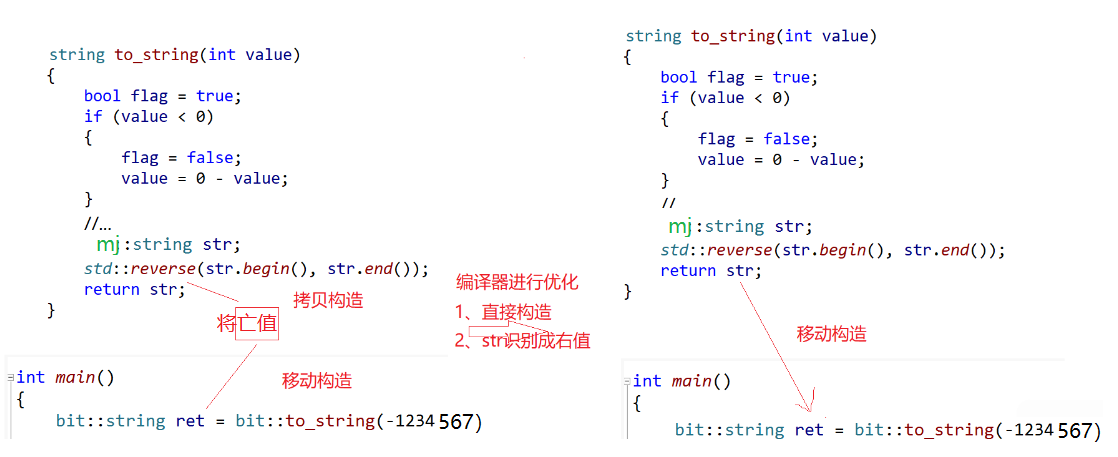 string to_string(int value)
{
bool flag = true;
if (value < 0)
{
flag = false;
value = 0 - value;
}
//...
mj:string str;
std::reverse(str.begin(), str.end());
return str;
}
拷贝构造
将亡值
移动构造
int main()
{
bit::string ret = bit::to_string(-1234567)
编译器进行优化
1、直接构造
2、str识别成右值
string to_string(int value)
{
bool flag = true;
if (value < 0)
{
flag = false;
value = 0 - value;
}
//
mj:string str;
std::reverse(str.begin(), str.end());
return str;
}
移动构造
int main()
{
bit::string ret = bit::to_string(-1234567)